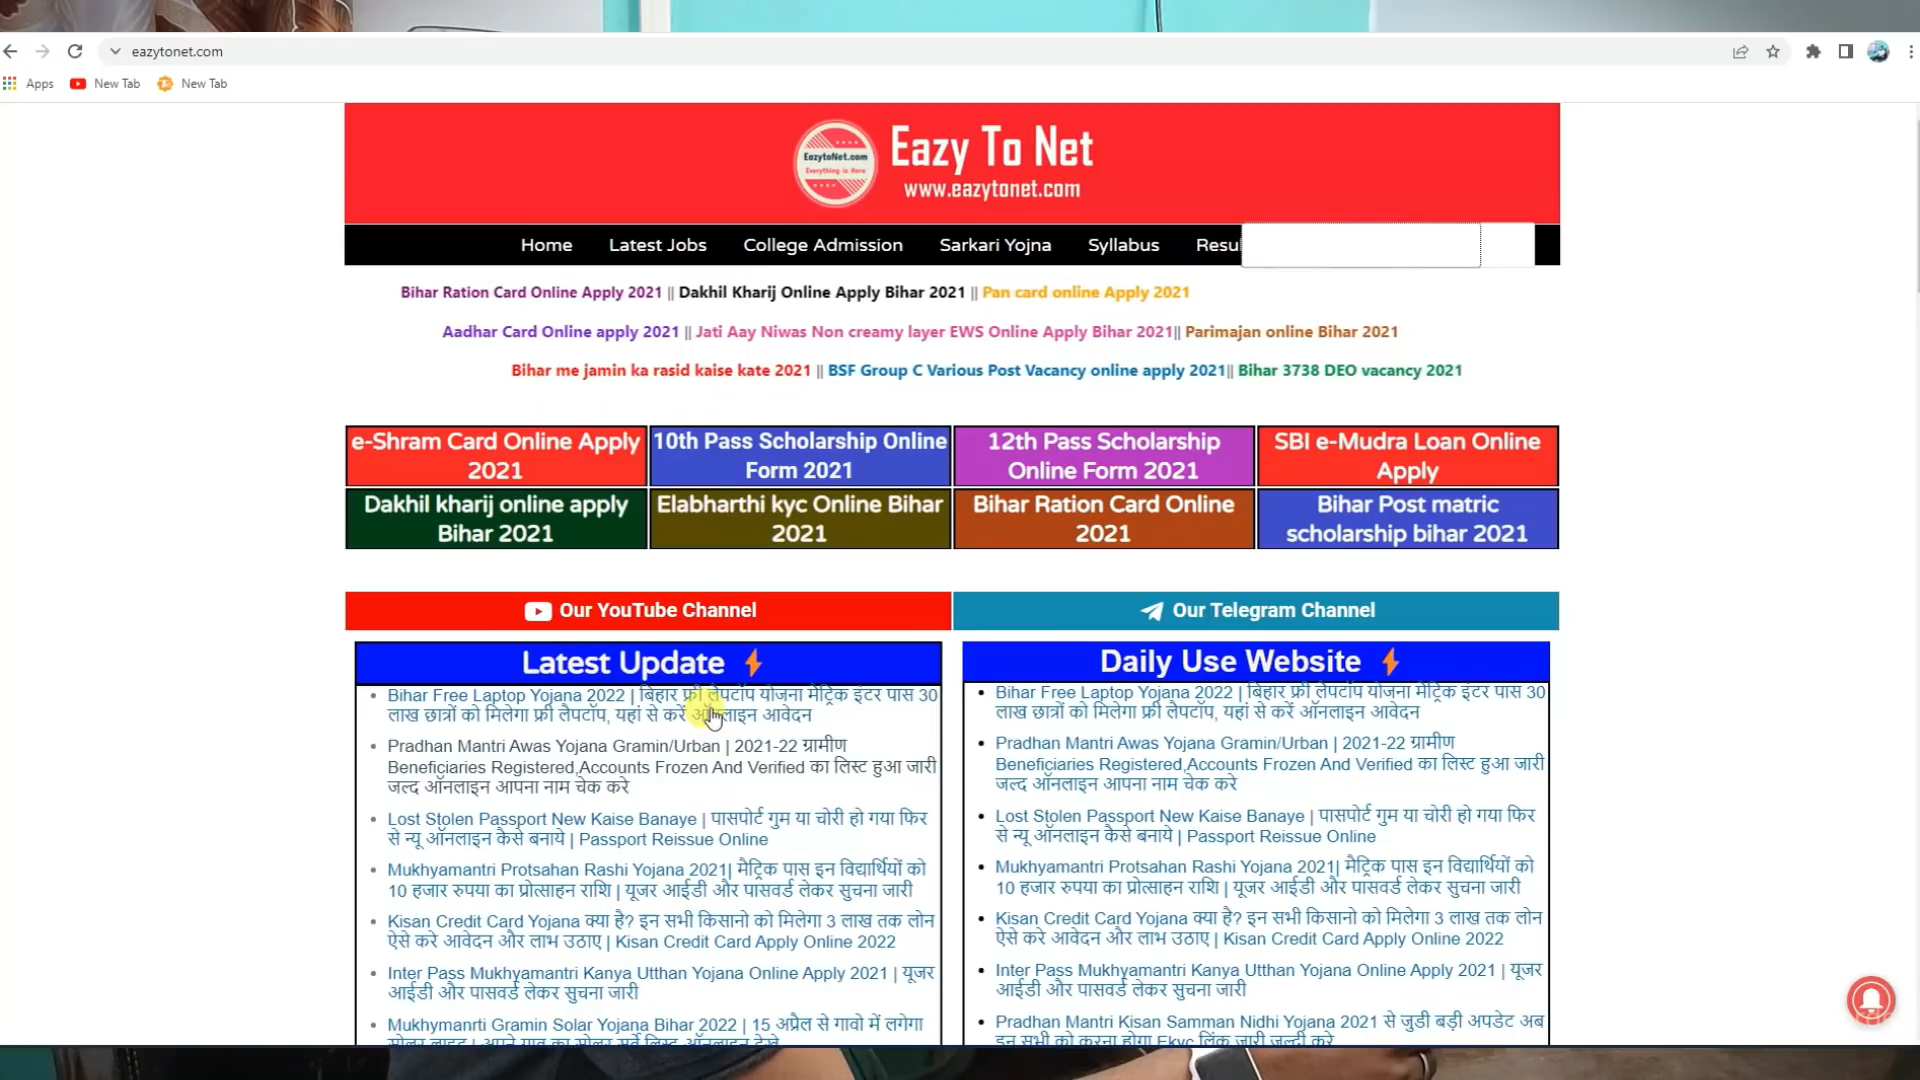 eazytonet.com
Apps New Tab New Tab
EazytoNet.com
Everything is Here
Eazy To Net
www.eazytonet.com
Home Latest Jobs College Admission Sarkari Yojna Syllabus Resu
Bihar Ration Card Online Apply 2021 || Dakhil Kharij Online Apply Bihar 2021 || Pan card online Apply 2021
Aadhar Card Online apply 2021 || Jati Aay Niwas Non creamy layer EWS Online Apply Bihar 2021|| Parimajan online Bihar 2021
Bihar me jamin ka rasid kaise kate 2021 || BSF Group C Various Post Vacancy online apply 2021|| Bihar 3738 DEO vacancy 2021
e-Shram Card Online Apply
2021
10th Pass Scholarship Online
Form 2021
12th Pass Scholarship
Online Form 2021
SBI e-Mudra Loan Online
Apply
Dakhil kharij online apply
Bihar 2021
Elabharthi kyc Online Bihar
2021
Bihar Ration Card Online
2021
Bihar Post matric
scholarship bihar 2021
Our YouTube Channel
Our Telegram Channel
Latest Update
Bihar Free Laptop Yojana 2022 | बिहार फ्री लैपटॉप योजना मैट्रिक इंटर पास 30
लाख छात्रों को मिलेगा फ्री लैपटॉप, यहां से करें ऑनलाइन आवेदन
Pradhan Mantri Awas Yojana Gramin/Urban | 2021-22 ग्रामीण
Beneficiaries Registered,Accounts Frozen And Verified का लिस्ट हुआ जारी
जल्द ऑनलाइन आपना नाम चेक करे
Lost Stolen Passport New Kaise Banaye | पासपोर्ट गुम या चोरी हो गया फिर
से न्यू ऑनलाइन कैसे बनाये | Passport Reissue Online
Mukhyamantri Protsahan Rashi Yojana 2021| मैट्रिक पास इन विद्यार्थियों को
10 हजार रुपया का प्रोत्साहन राशि | यूजर आईडी और पासवर्ड लेकर सुचना जारी
Kisan Credit Card Yojana क्या है? इन सभी किसानो को मिलेगा 3 लाख तक लोन
ऐसे करे आवेदन और लाभ उठाए | Kisan Credit Card Apply Online 2022
Inter Pass Mukhyamantri Kanya Utthan Yojana Online Apply 2021 | यूजर
आईडी और पासवर्ड लेकर सुचना जारी
Mukhymanrti Gramin Solar Yojana Bihar 2022 | 15 अप्रैल से गावो में लगेगा
सोलर लाइट | अपने गाव का सोलर सर्वे लिस्ट ऑनलाइन देखे
Daily Use Website
Bihar Free Laptop Yojana 2022 | बिहार फ्री लैपटॉप योजना मैट्रिक इंटर पास 30
लाख छात्रों को मिलेगा फ्री लैपटॉप, यहां से करें ऑनलाइन आवेदन
Pradhan Mantri Awas Yojana Gramin/Urban | 2021-22 ग्रामीण
Beneficiaries Registered,Accounts Frozen And Verified का लिस्ट हुआ जारी
जल्द ऑनलाइन आपना नाम चेक करे
Lost Stolen Passport New Kaise Banaye | पासपोर्ट गुम या चोरी हो गया फिर
से न्यू ऑनलाइन कैसे बनाये | Passport Reissue Online
Mukhyamantri Protsahan Rashi Yojana 2021| मैट्रिक पास इन विद्यार्थियों को
10 हजार रुपया का प्रोत्साहन राशि | यूजर आईडी और पासवर्ड लेकर सुचना जारी
Kisan Credit Card Yojana क्या है? इन सभी किसानो को मिलेगा 3 लाख तक लोन
ऐसे करे आवेदन और लाभ उठाए | Kisan Credit Card Apply Online 2022
Inter Pass Mukhyamantri Kanya Utthan Yojana Online Apply 2021 | यूजर
आईडी और पासवर्ड लेकर सुचना जारी
Pradhan Mantri Kisan Samman Nidhi Yojana 2021 से जुडी बड़ी अपडेट अब
इन सभी को करना होगा Ekyc लिंक जारी जल्दी करे